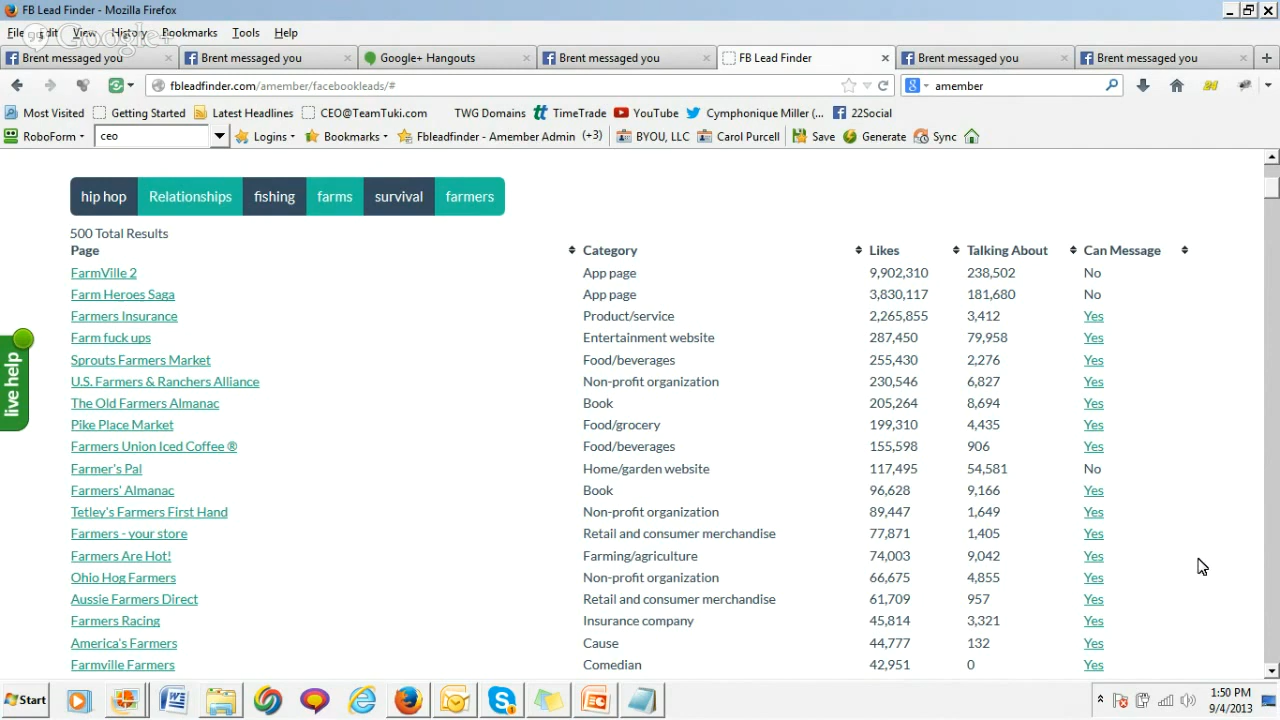 FB Lead Finder - Mozilla Firefox
File Edit View History Bookmarks Tools Help
Google+
Brent messaged you Brent messaged you Google+ Hangouts Brent messaged you FB Lead Finder Brent messaged you Brent messaged you
fbleadfinder.com/amember/facebookleads/# amember
Most Visited Getting Started Latest Headlines CEO@TeamTuki.com TWG Domains TimeTrade YouTube Cymphonique Miller (... 22Social
RoboForm ceo Logins Bookmarks Fbleadfinder - Amember Admin (+3) BYOU, LLC Carol Purcell Save Generate Sync
hip hop Relationships fishing farms survival farmers
500 Total Results
Page Category Likes Talking About Can Message
FarmVille 2 App page 9,902,310 238,502 No
Farm Heroes Saga App page 3,830,117 181,680 No
Farmers Insurance Product/service 2,265,855 3,412 Yes
Farm fuck ups Entertainment website 287,450 79,958 Yes
Sprouts Farmers Market Food/beverages 255,430 2,276 Yes
U.S. Farmers & Ranchers Alliance Non-profit organization 230,546 6,827 Yes
The Old Farmers Almanac Book 205,264 8,694 Yes
Pike Place Market Food/grocery 199,310 4,435 Yes
Farmers Union Iced Coffee ® Food/beverages 155,598 906 Yes
Farmer's Pal Home/garden website 117,495 54,581 No
Farmers' Almanac Book 96,628 9,166 Yes
Tetley's Farmers First Hand Non-profit organization 89,447 1,649 Yes
Farmers - your store Retail and consumer merchandise 77,871 1,405 Yes
Farmers Are Hot! Farming/agriculture 74,003 9,042 Yes
Ohio Hog Farmers Non-profit organization 66,675 4,855 Yes
Aussie Farmers Direct Retail and consumer merchandise 61,709 957 Yes
Farmers Racing Insurance company 45,814 3,321 Yes
America's Farmers Cause 44,777 132 Yes
Farmville Farmers Comedian 42,951 0 Yes
live help
Start 1:50 PM
9/4/2013